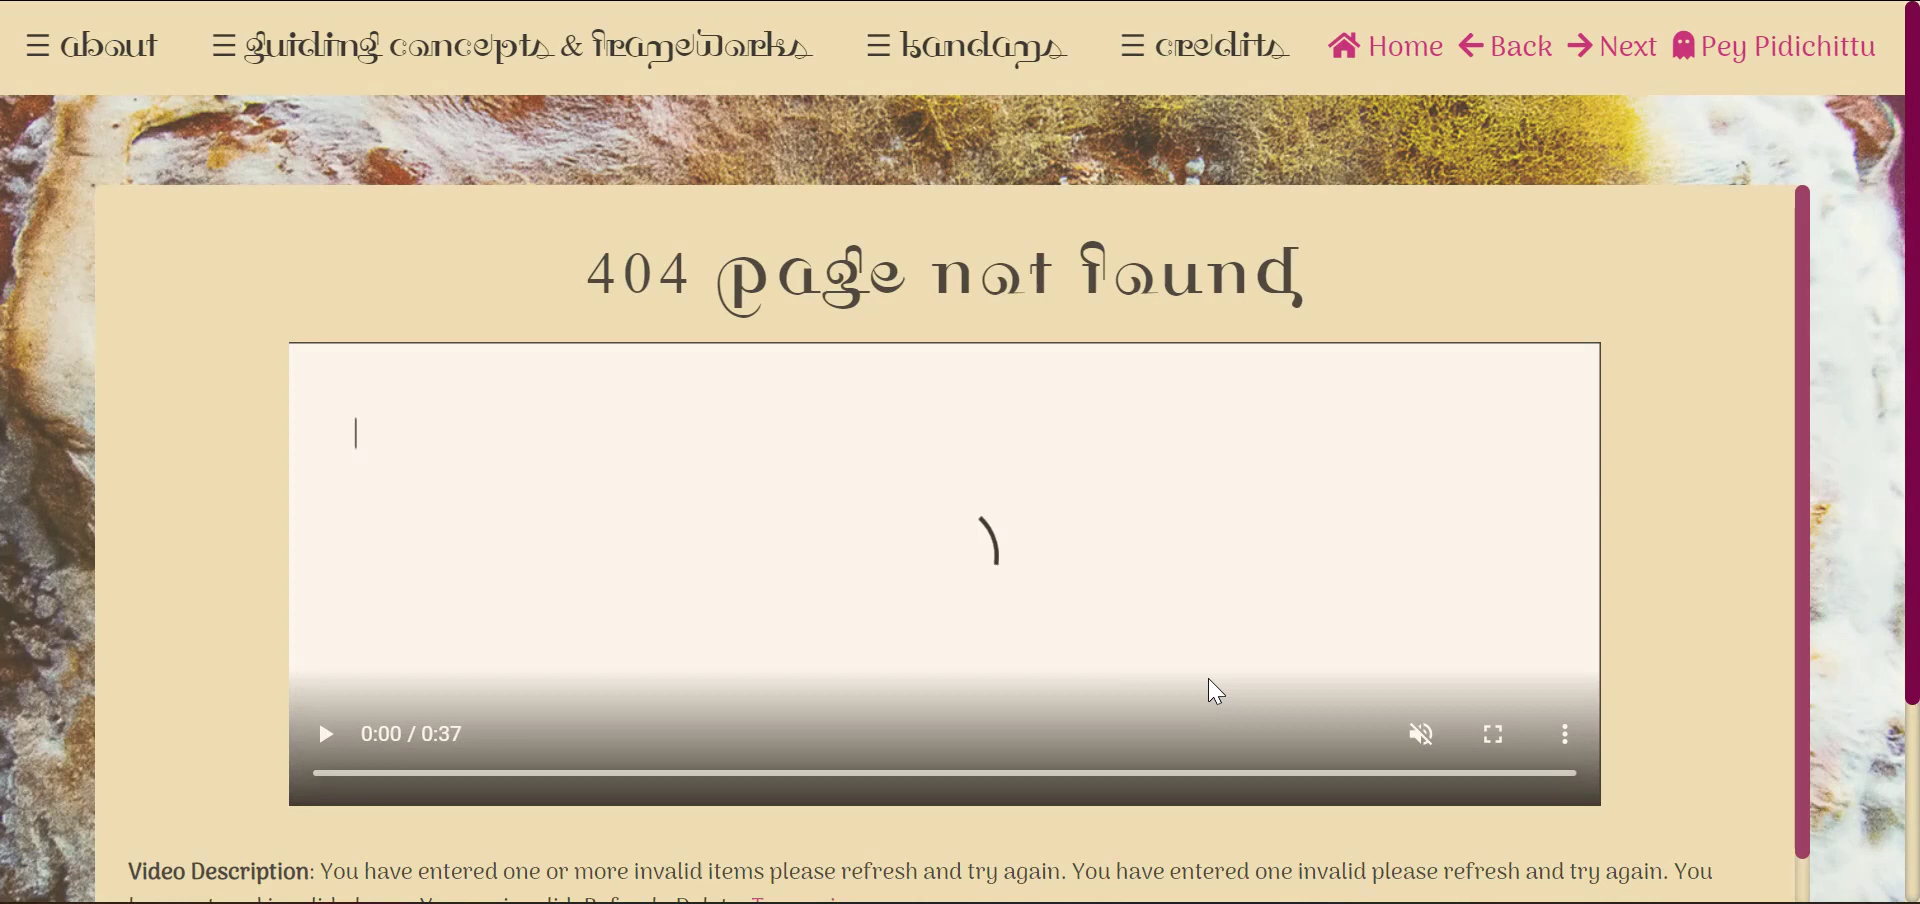 ☰ about ☰ guiding concepts & frameworks ☰ kandams ☰ credits Home Back Next Pey Pidichittu
404 page not found
0:00 / 0:37
Video Description: You have entered one or more invalid items please refresh and try again. You have entered one invalid please refresh and try again. You